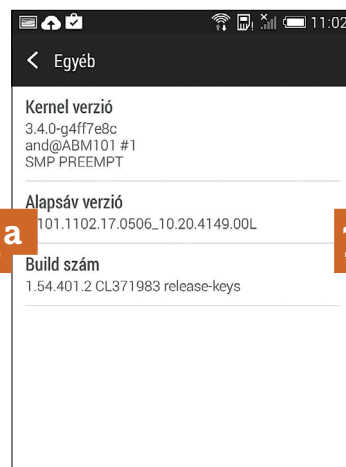 11:02
Egyéb
Kernel verzió
3.4.0-g4ff7e8c
and@ABM101 #1
SMP PREEMPT
Alapsáv verzió
101.1102.17.0506_10.20.4149.00L
a
Build szám
1.54.401.2 CL371983 release-keys